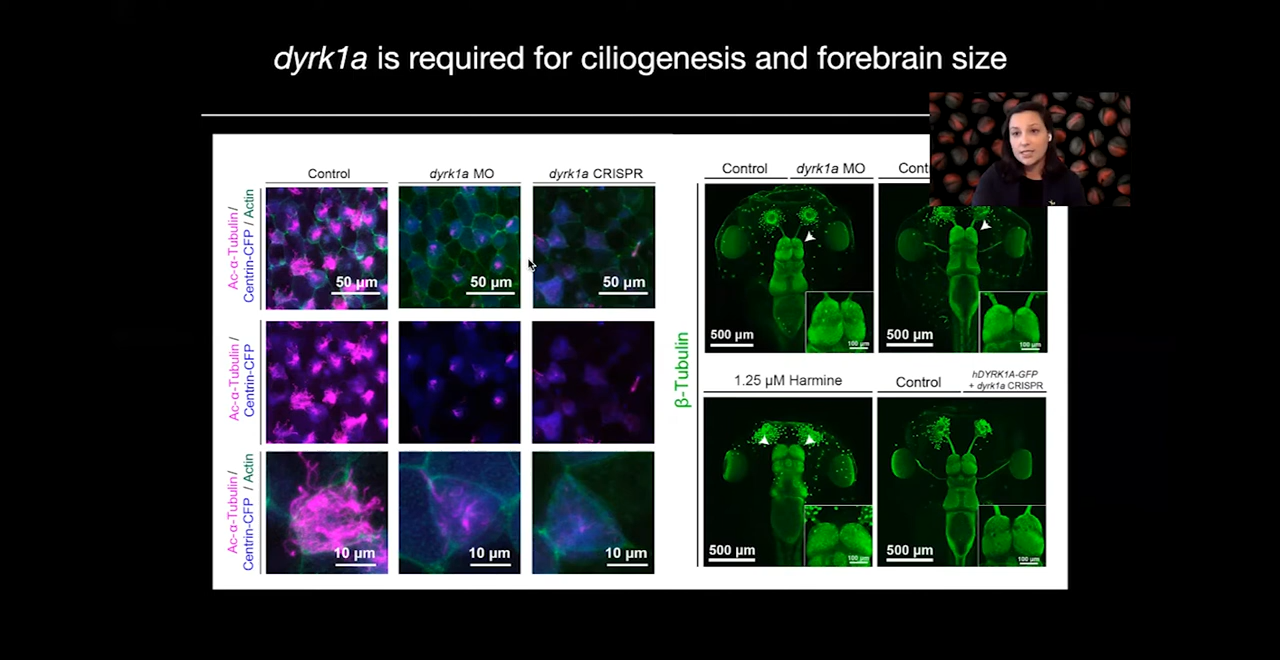 dyrk1a is required for ciliogenesis and forebrain size
Control
dyrk1a MO
dyrk1a CRISPR
Ac-α-Tubulin/
Centrin-CFP / Actin
50 µm
50 µm
50 µm
Ac-α-Tubulin/
Centrin-CFP
Ac-α-Tubulin/
Centrin-CFP / Actin
10 µm
10 µm
10 µm
β-Tubulin
Control
dyrk1a MO
Cont
500 µm
100 µm
500 µm
100 µm
1.25 µM Harmine
Control
hDYRK1A-GFP
+ dyrk1a CRISPR
500 µm
100 µm
500 µm
100 µm